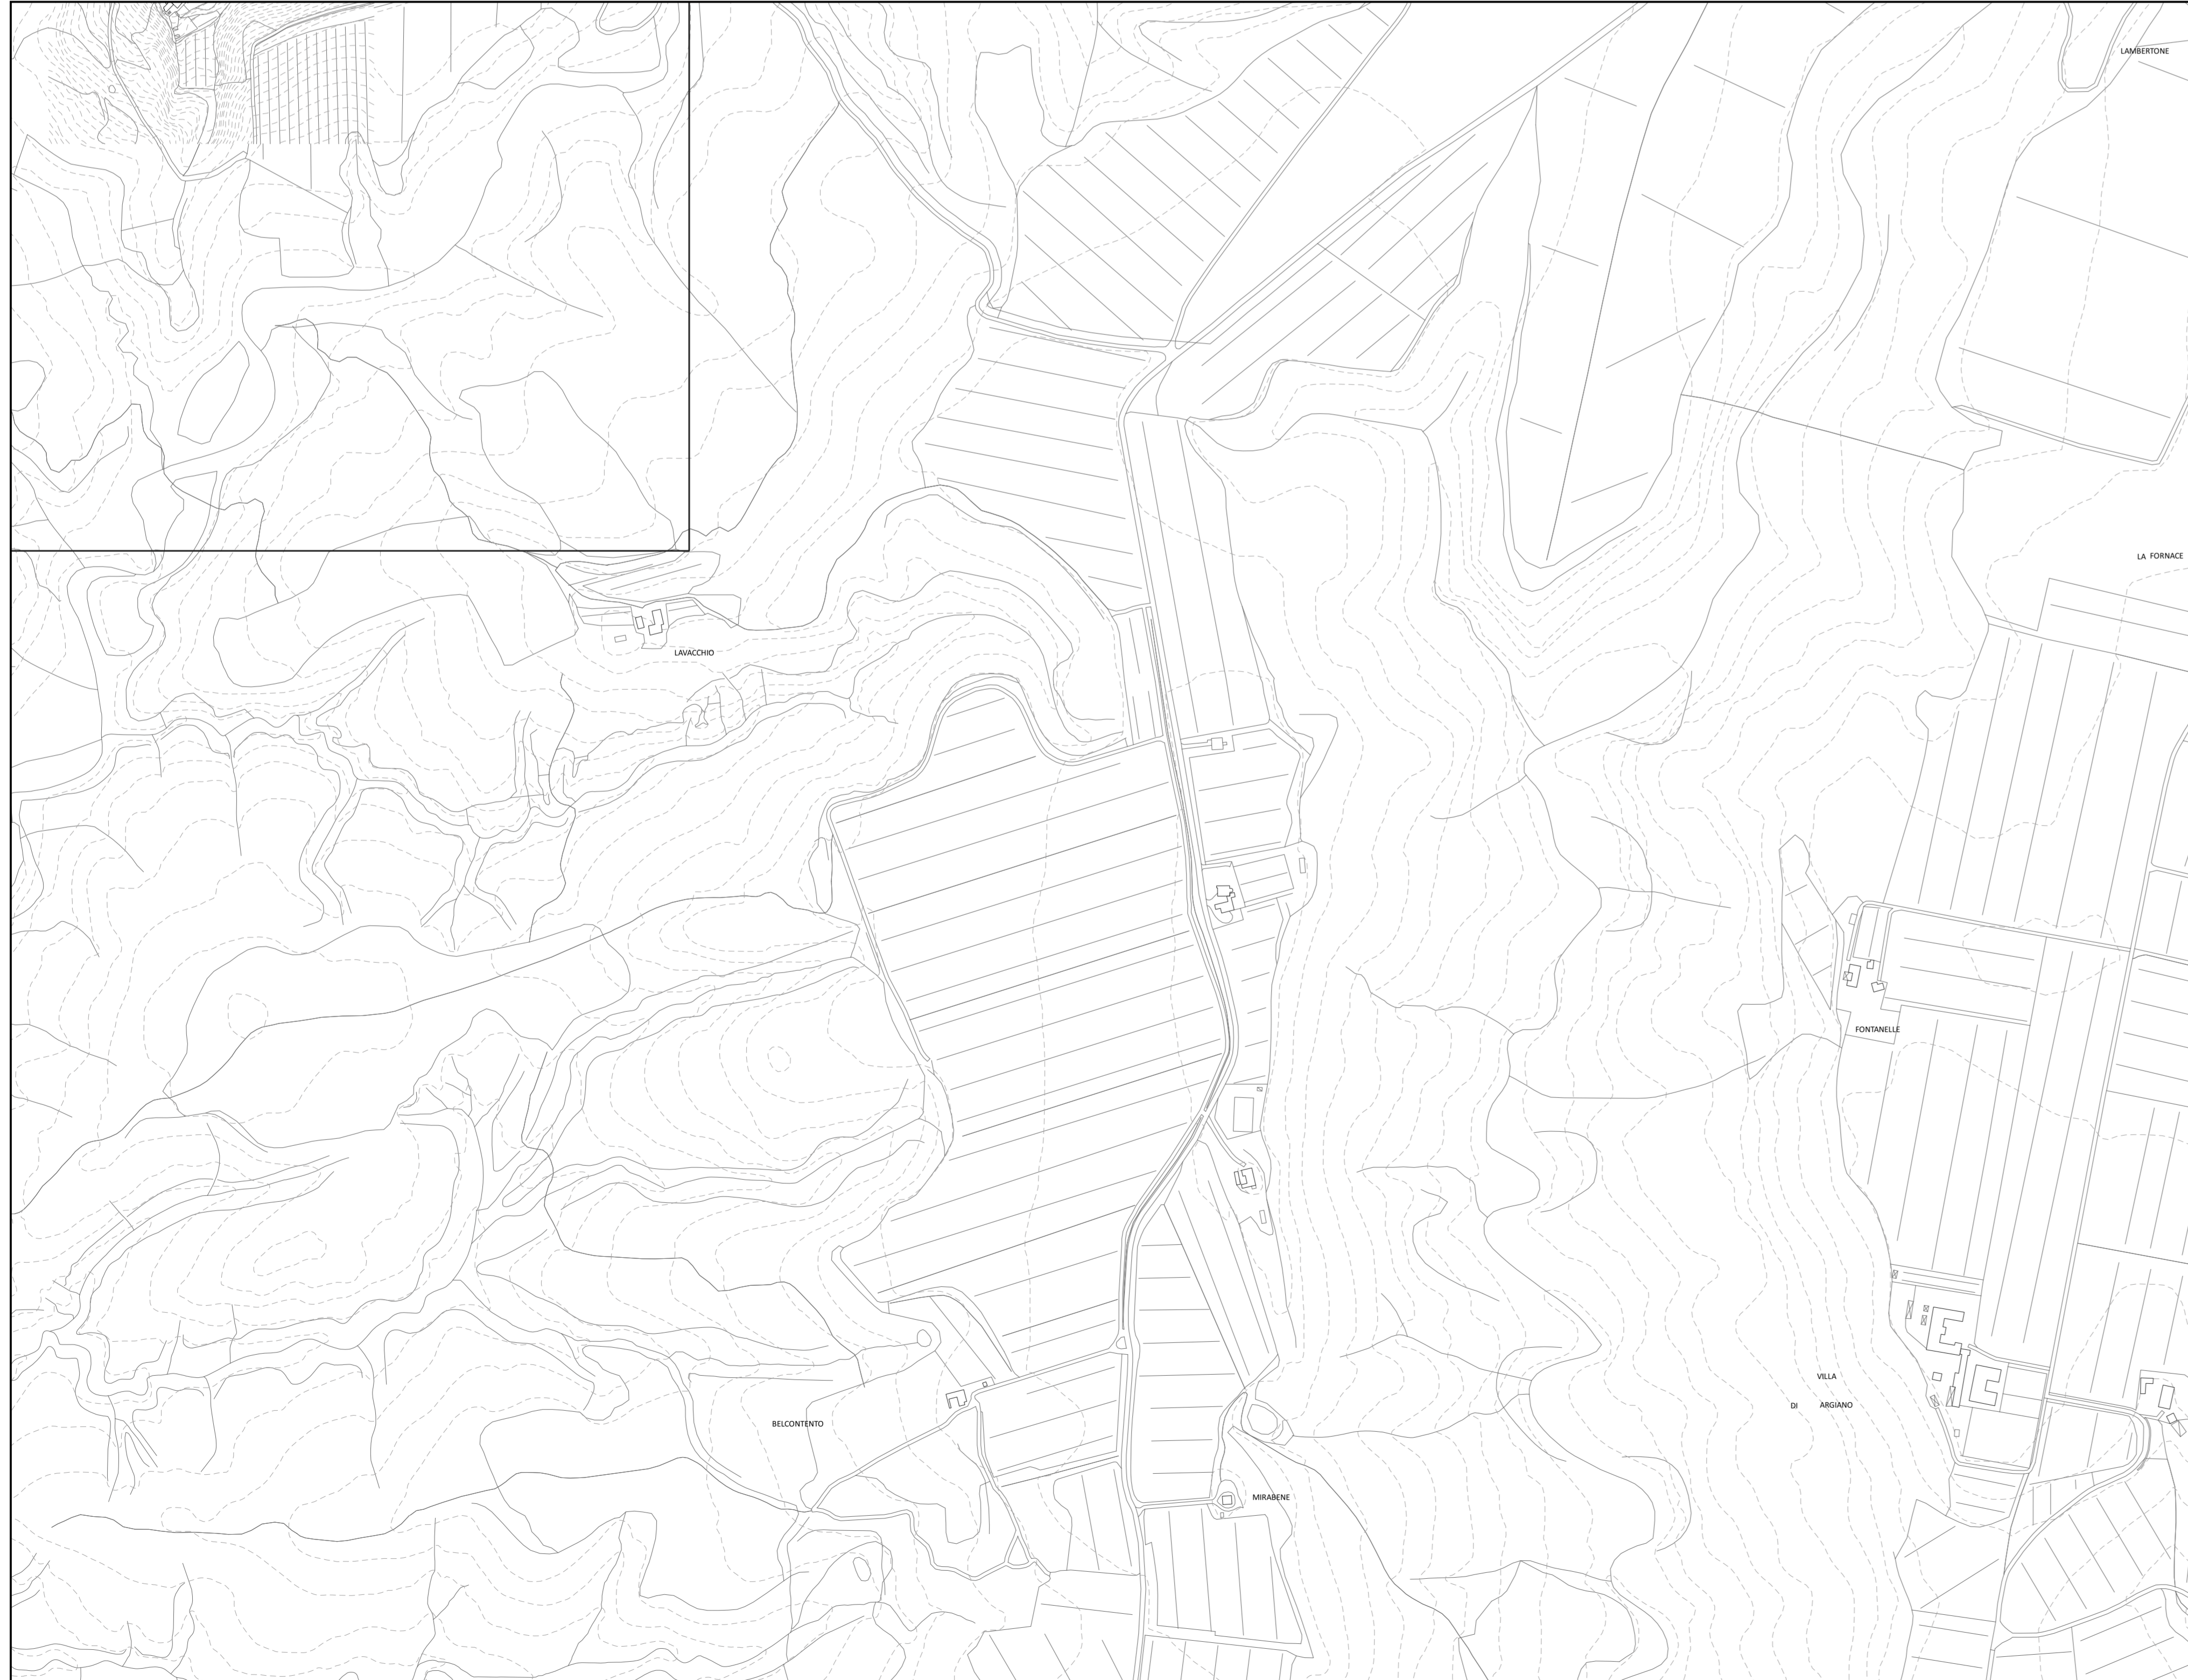 LAMBERTONE
LA FORNACE
LAVACCHIO
FONTANELLE
VILLA
DI ARGIANO
BELCONTENTO
MIRABENE